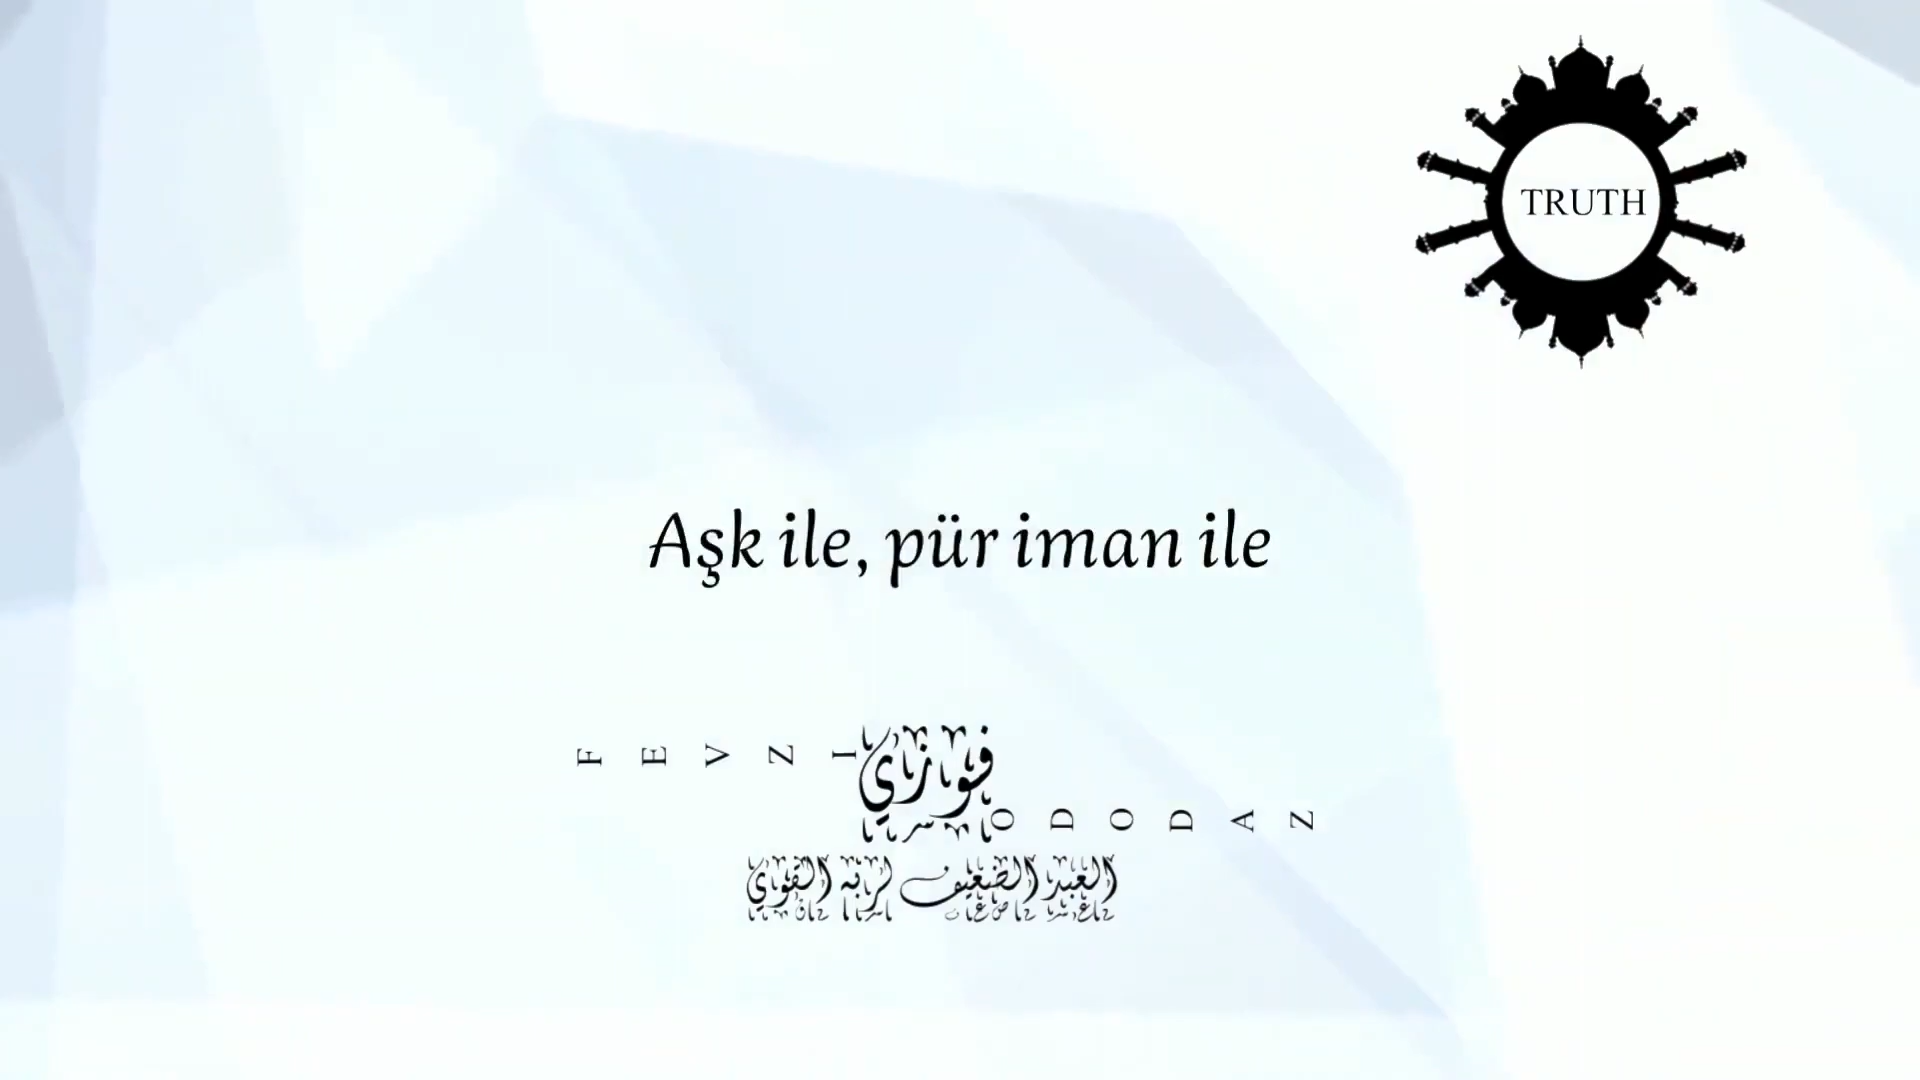 TRUTH
Aşk ile, pür iman ile
FEVZI
فوزي
ODODAZ
العبد الضعيف لربه القوي